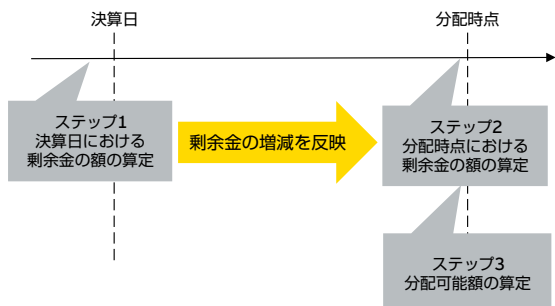 決算日
分配時点
ステップ1
決算日における
剰余金の額の算定
剰余金の増減を反映
ステップ2
分配時点における
剰余金の額の算定
ステップ3
分配可能額の算定